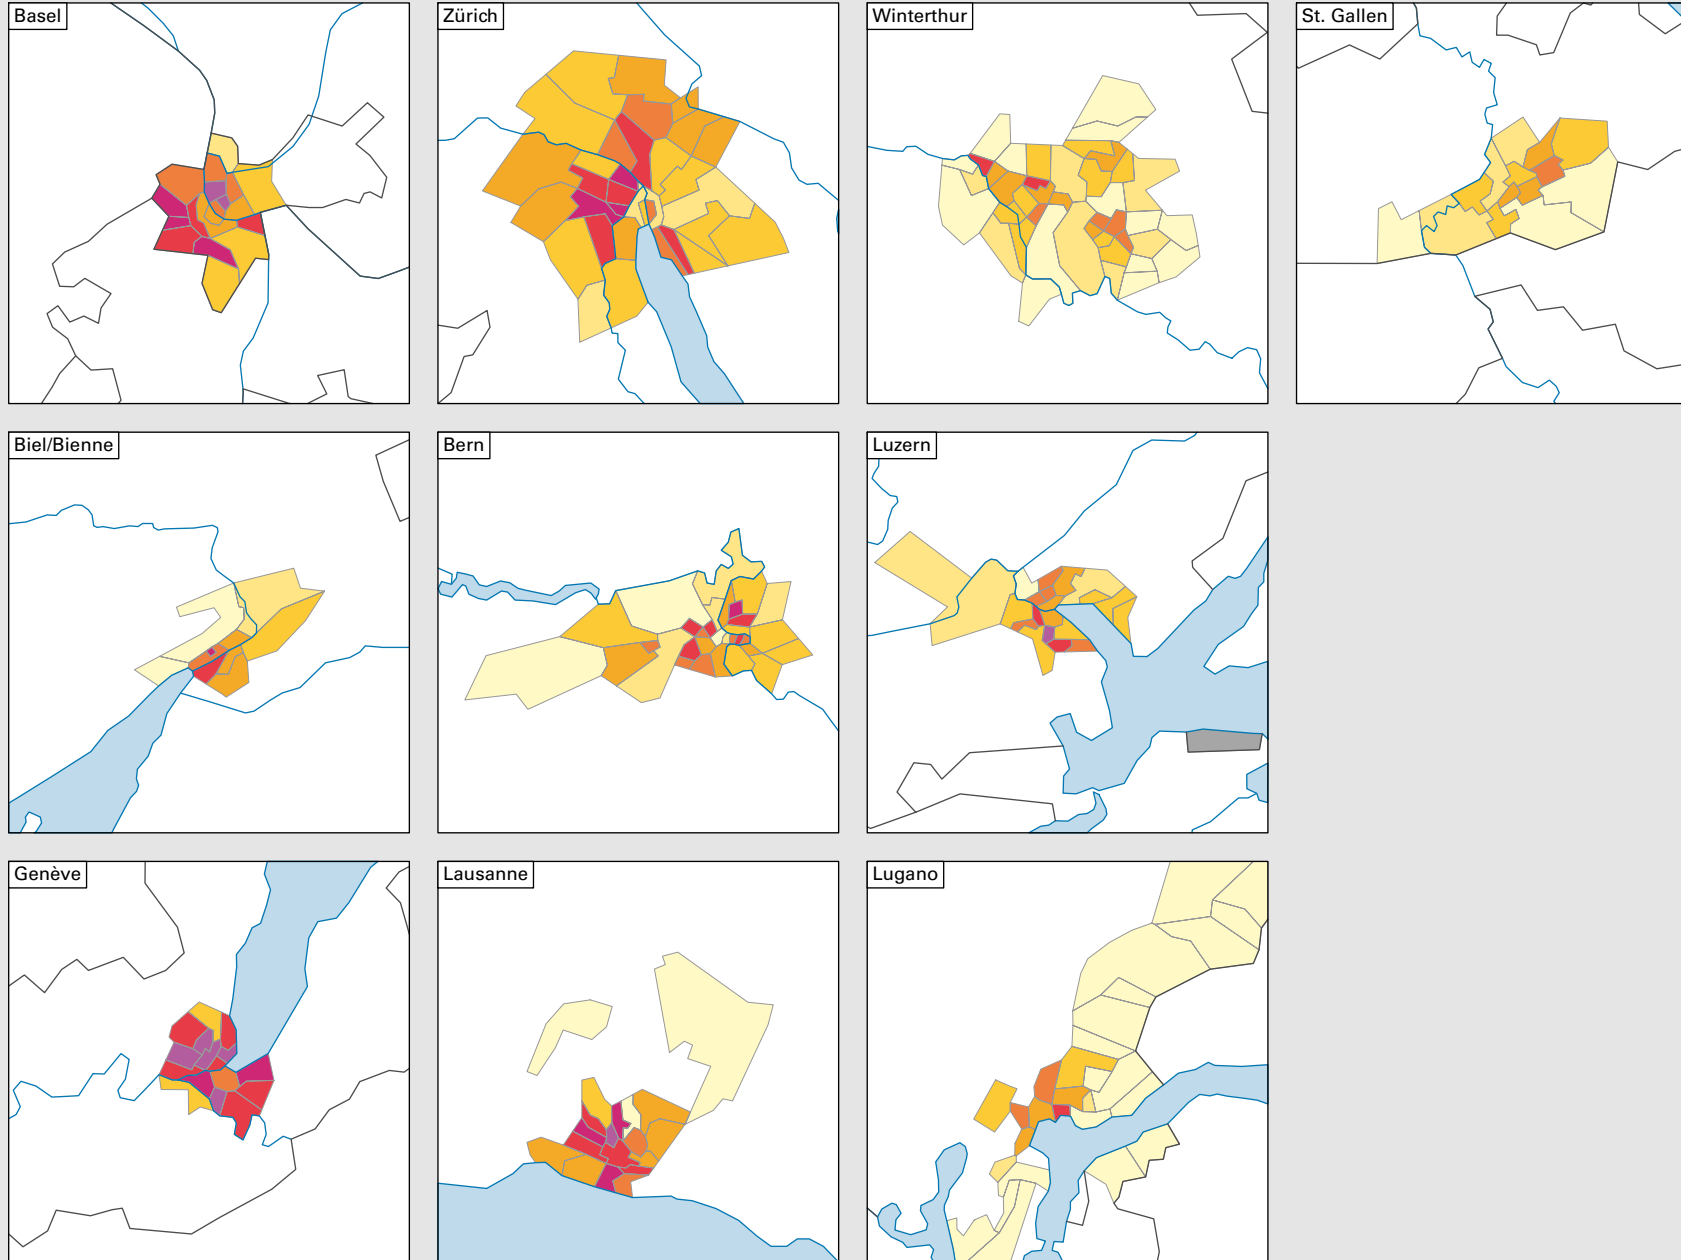 Basel
Zürich
Winterthur
St. Gallen
Biel/Bienne
Bern
Luzern
Genève
Lausanne
Lugano